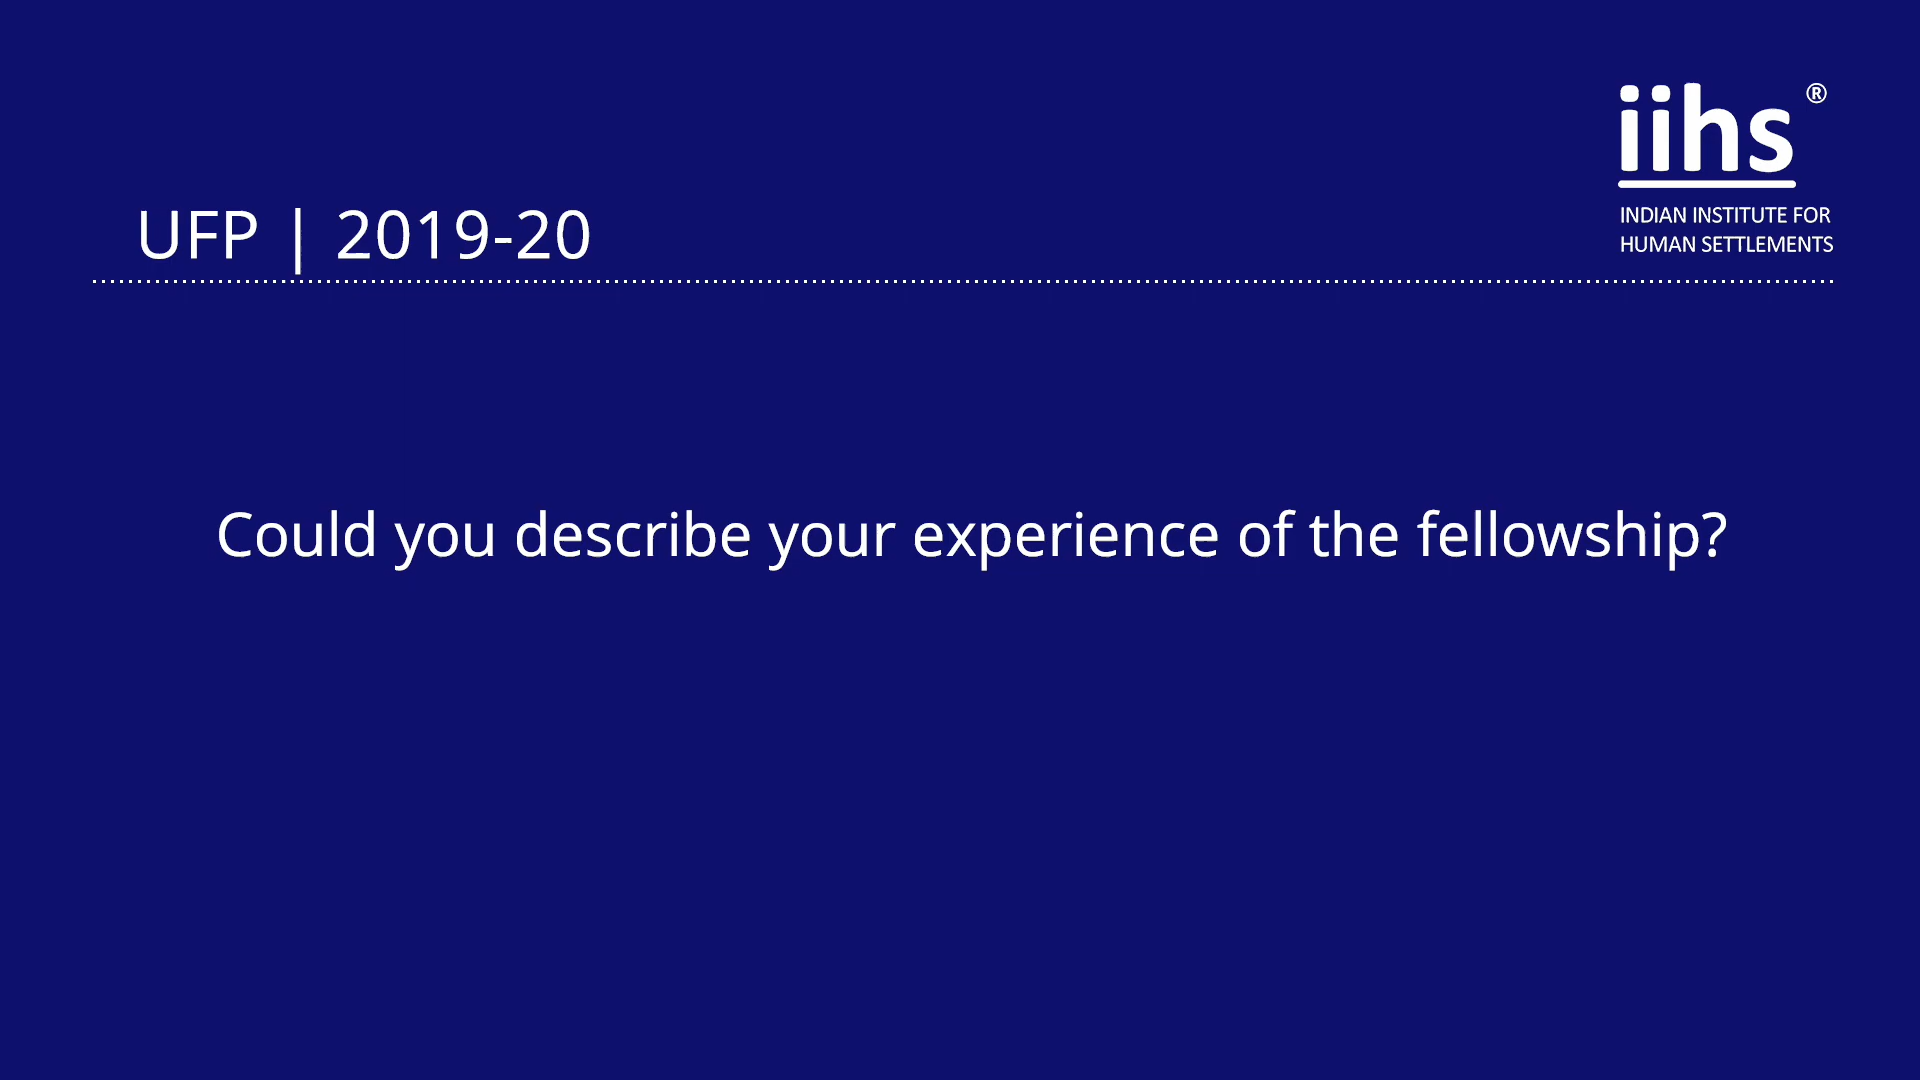 iihs ®
INDIAN INSTITUTE FOR
HUMAN SETTLEMENTS
UFP | 2019-20
Could you describe your experience of the fellowship?